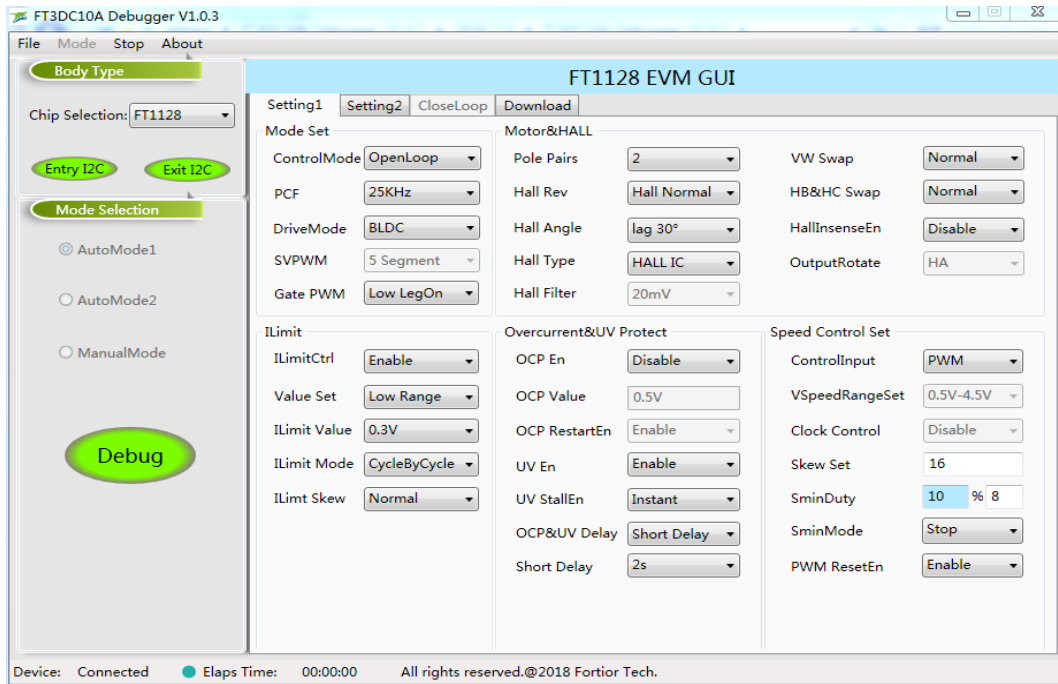 FT3DC10A Debugger V1.0.3
File Mode Stop About
Body Type
Chip Selection: FT1128
Entry I2C Exit I2C
Mode Selection
AutoMode1
AutoMode2
ManualMode
Debug
FT1128 EVM GUI
Setting1 Setting2 CloseLoop Download
Mode Set
ControlMode OpenLoop
PCF 25KHz
DriveMode BLDC
SVPWM 5 Segment
Gate PWM Low LegOn
Motor&HALL
Pole Pairs 2
Hall Rev Hall Normal
Hall Angle lag 30°
Hall Type HALL IC
Hall Filter 20mV
VW Swap Normal
HB&HC Swap Normal
HallInsenseEn Disable
OutputRotate HA
ILimit
ILimitCtrl Enable
Value Set Low Range
ILimit Value 0.3V
ILimit Mode CycleByCycle
ILimt Skew Normal
Overcurrent&UV Protect
OCP En Disable
OCP Value 0.5V
OCP RestartEn Enable
UV En Enable
UV StallEn Instant
OCP&UV Delay Short Delay
Short Delay 2s
Speed Control Set
ControlInput PWM
VSpeedRangeSet 0.5V-4.5V
Clock Control Disable
Skew Set 16
SminDuty 10 % 8
SminMode Stop
PWM ResetEn Enable
Device: Connected Elaps Time: 00:00:00 All rights reserved.@2018 Fortior Tech.